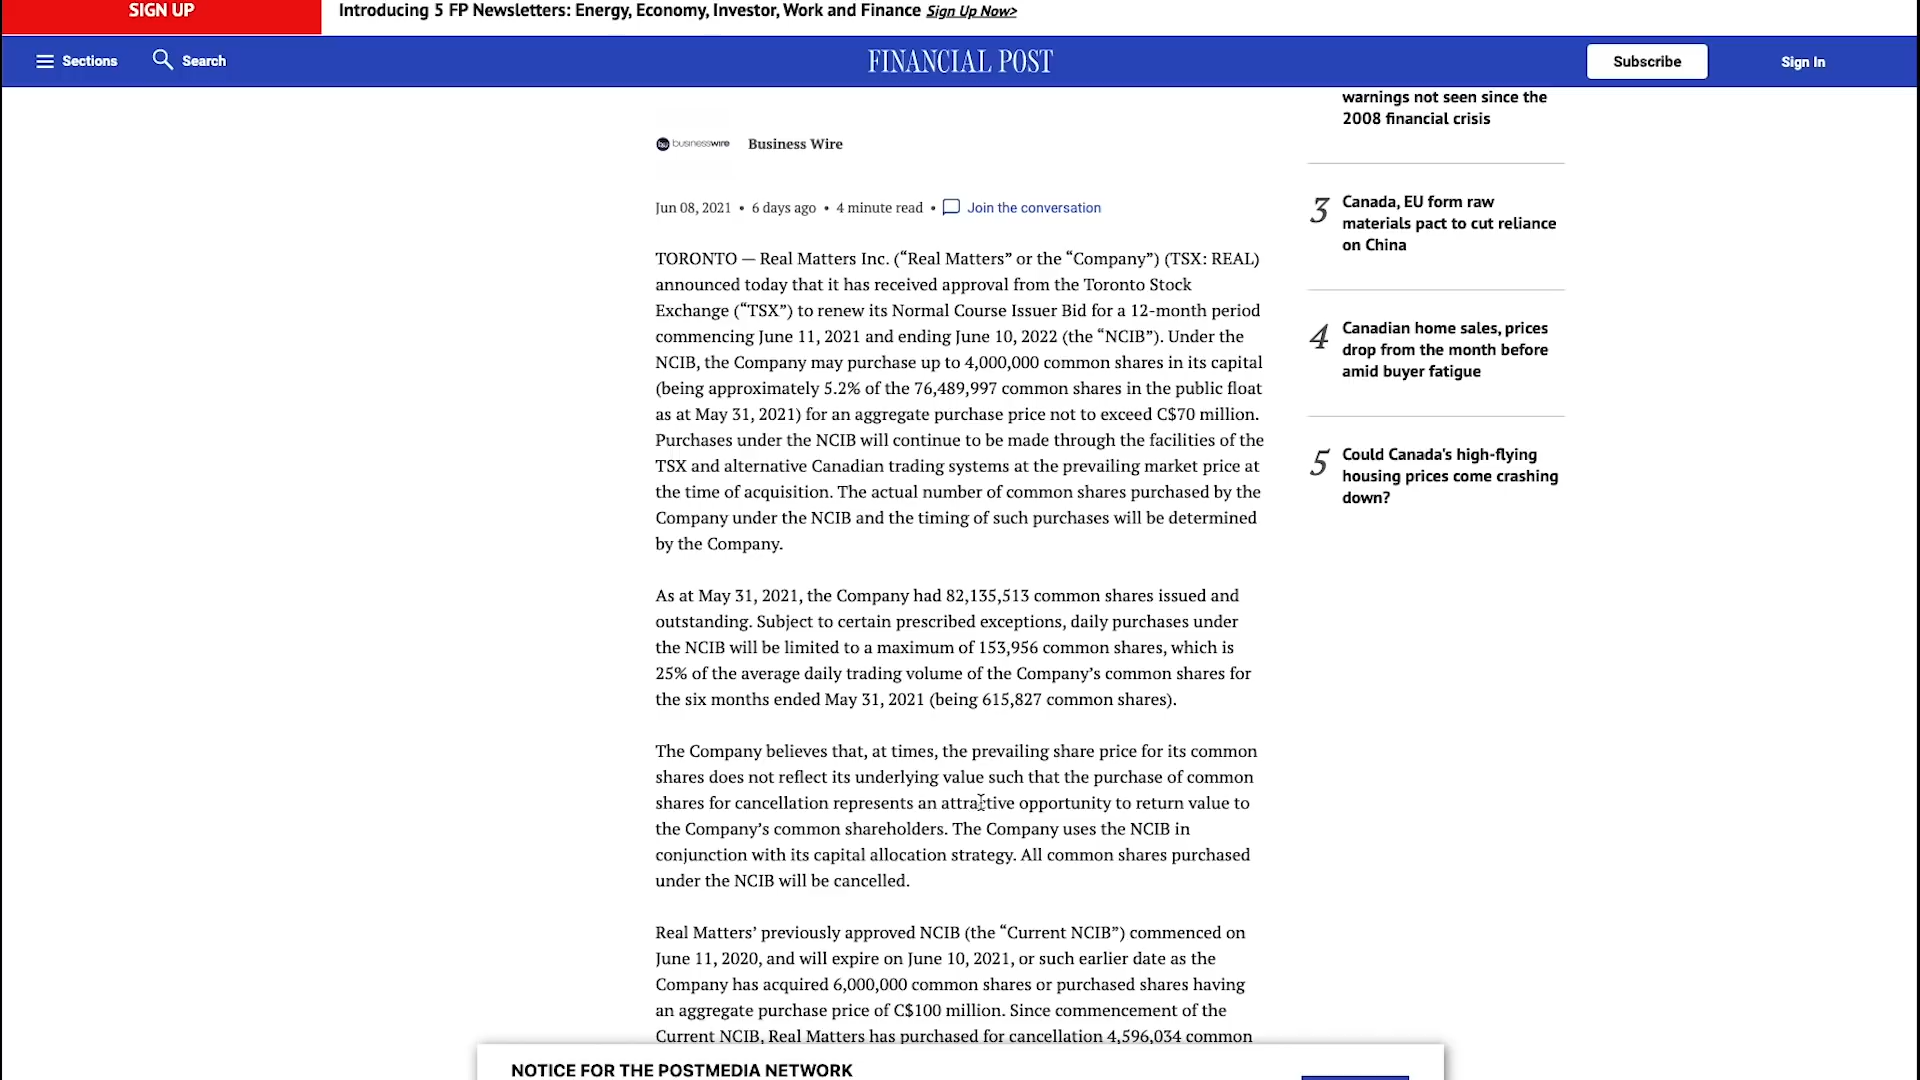 SIGN UP
Introducing 5 FP Newsletters: Energy, Economy, Investor, Work and Finance Sign Up Now>
Sections
Search
FINANCIAL POST
Subscribe
Sign In
businesswire
Business Wire
Jun 08, 2021 • 6 days ago • 4 minute read • Join the conversation
TORONTO — Real Matters Inc. (“Real Matters” or the “Company”) (TSX: REAL)
announced today that it has received approval from the Toronto Stock
Exchange (“TSX”) to renew its Normal Course Issuer Bid for a 12-month period
commencing June 11, 2021 and ending June 10, 2022 (the “NCIB”). Under the
NCIB, the Company may purchase up to 4,000,000 common shares in its capital
(being approximately 5.2% of the 76,489,997 common shares in the public float
as at May 31, 2021) for an aggregate purchase price not to exceed C$70 million.
Purchases under the NCIB will continue to be made through the facilities of the
TSX and alternative Canadian trading systems at the prevailing market price at
the time of acquisition. The actual number of common shares purchased by the
Company under the NCIB and the timing of such purchases will be determined
by the Company.
As at May 31, 2021, the Company had 82,135,513 common shares issued and
outstanding. Subject to certain prescribed exceptions, daily purchases under
the NCIB will be limited to a maximum of 153,956 common shares, which is
25% of the average daily trading volume of the Company’s common shares for
the six months ended May 31, 2021 (being 615,827 common shares).
The Company believes that, at times, the prevailing share price for its common
shares does not reflect its underlying value such that the purchase of common
shares for cancellation represents an attractive opportunity to return value to
the Company’s common shareholders. The Company uses the NCIB in
conjunction with its capital allocation strategy. All common shares purchased
under the NCIB will be cancelled.
Real Matters’ previously approved NCIB (the “Current NCIB”) commenced on
June 11, 2020, and will expire on June 10, 2021, or such earlier date as the
Company has acquired 6,000,000 common shares or purchased shares having
an aggregate purchase price of C$100 million. Since commencement of the
Current NCIB, Real Matters has purchased for cancellation 4,596,034 common
warnings not seen since the
2008 financial crisis
3
Canada, EU form raw
materials pact to cut reliance
on China
4
Canadian home sales, prices
drop from the month before
amid buyer fatigue
5
Could Canada's high-flying
housing prices come crashing
down?
NOTICE FOR THE POSTMEDIA NETWORK